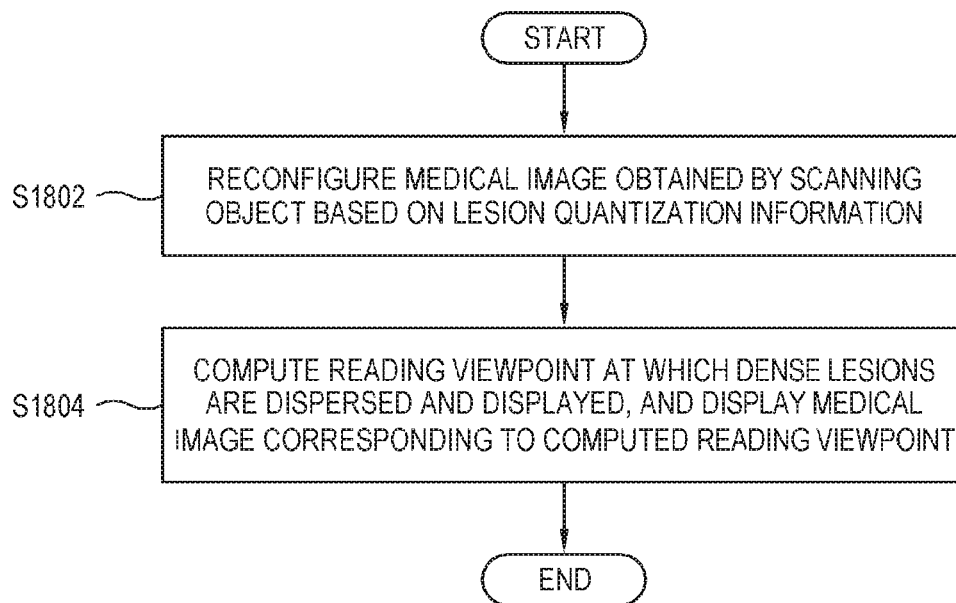 START
S1802
RECONFIGURE MEDICAL IMAGE OBTAINED BY SCANNING
OBJECT BASED ON LESION QUANTIZATION INFORMATION
S1804
COMPUTE READING VIEWPOINT AT WHICH DENSE LESIONS
ARE DISPERSED AND DISPLAYED, AND DISPLAY MEDICAL
IMAGE CORRESPONDING TO COMPUTED READING VIEWPOINT
END